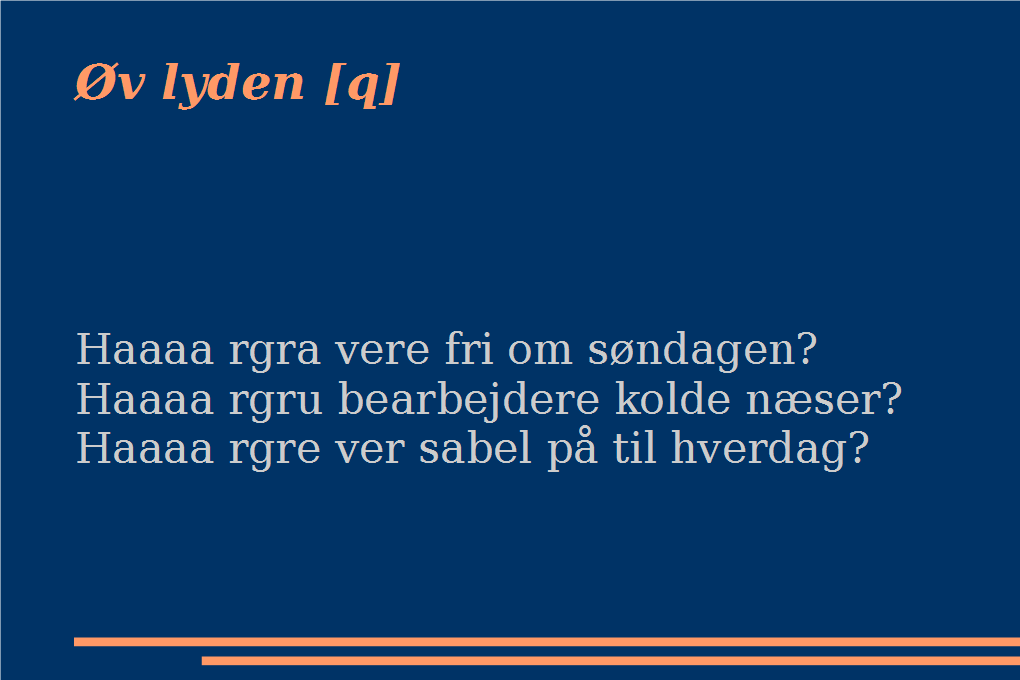 Øv lyden [q]
Haaaa rgra vere fri om søndagen?
Haaaa rgru bearbejdere kolde næser?
Haaaa rgre ver sabel på til hverdag?